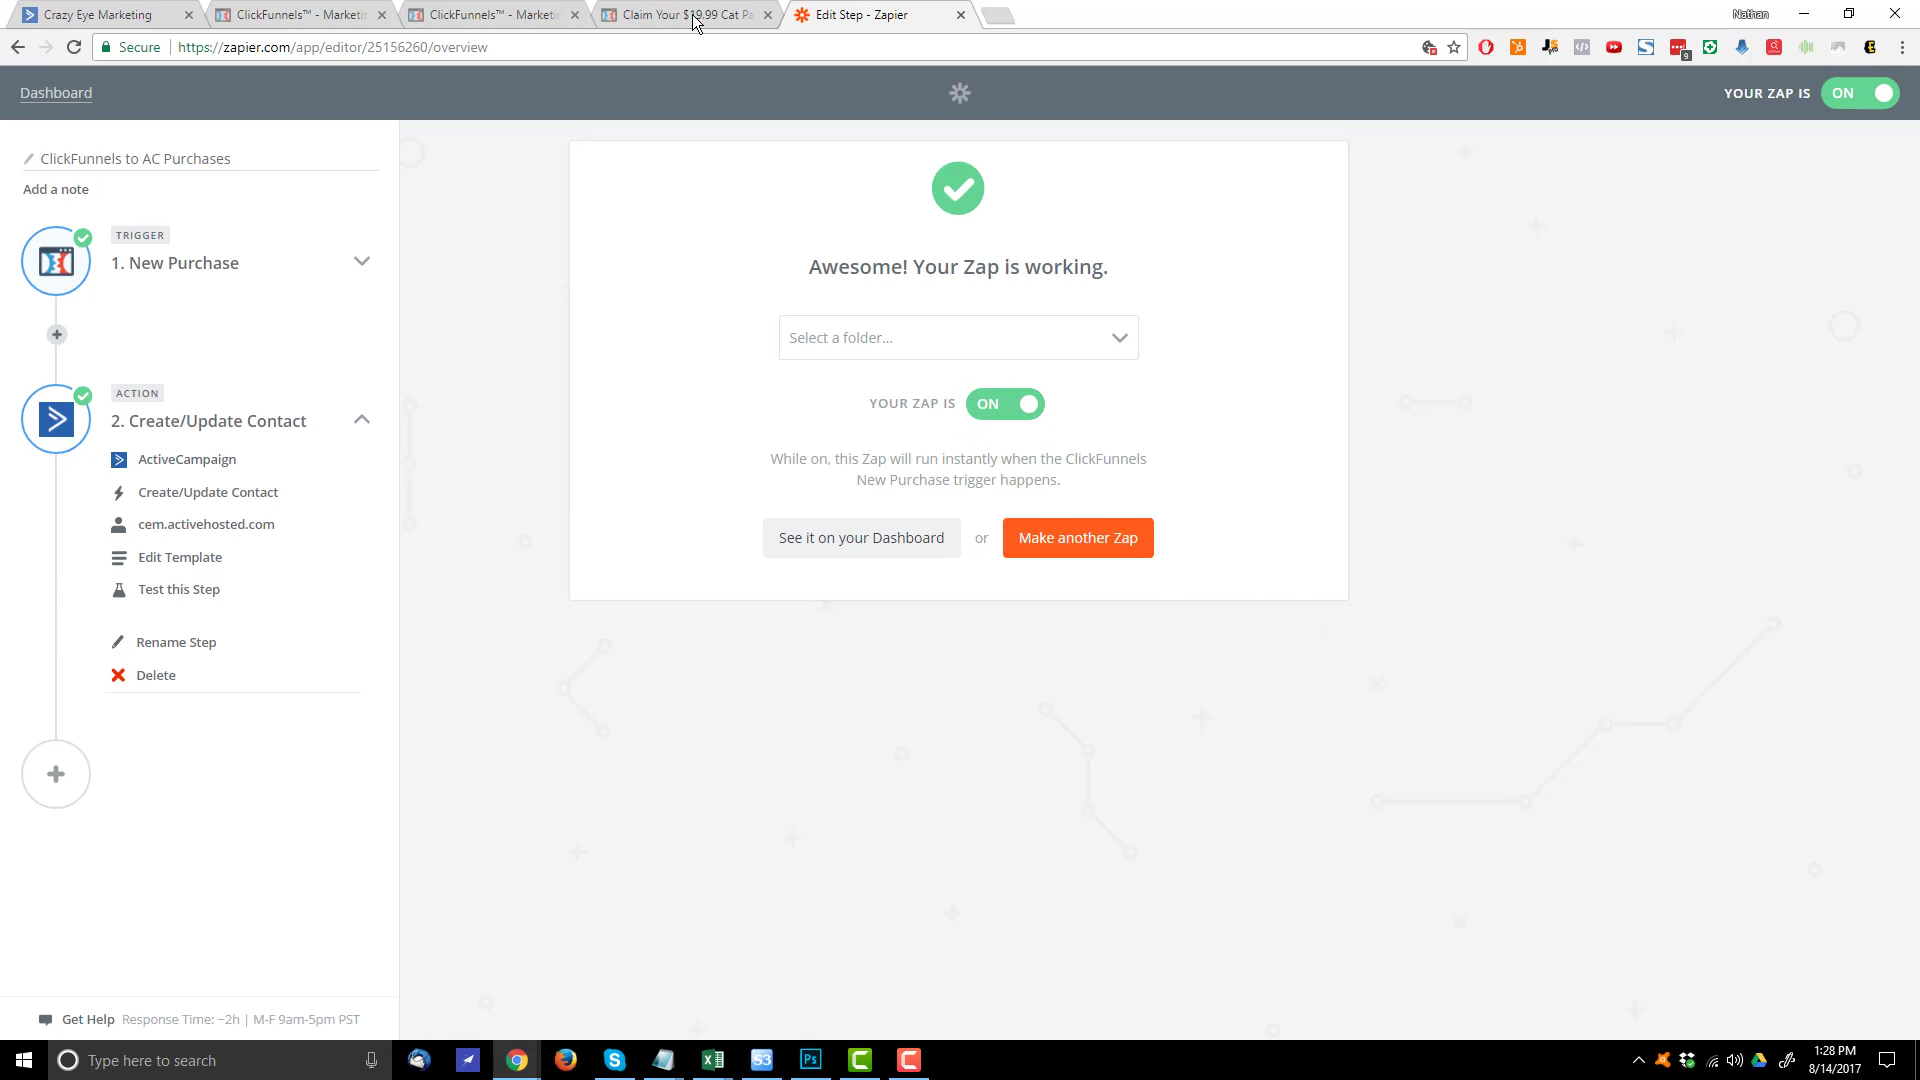 Crazy Eye Marketing
ClickFunnels™ - Marketin
ClickFunnels™ - Marketin
Claim Your $19.99 Cat Pa
Edit Step - Zapier
Nathan
Secure
https://zapier.com/app/editor/25156260/overview
9
Dashboard
YOUR ZAP IS
ON
ClickFunnels to AC Purchases
Add a note
TRIGGER
1. New Purchase
ACTION
2. Create/Update Contact
ActiveCampaign
Create/Update Contact
cem.activehosted.com
Edit Template
Test this Step
Rename Step
Delete
Awesome! Your Zap is working.
Select a folder...
YOUR ZAP IS
ON
While on, this Zap will run instantly when the ClickFunnels
New Purchase trigger happens.
See it on your Dashboard
or
Make another Zap
Get Help
Response Time: ~2h | M-F 9am-5pm PST
Type here to search
S3
Ps
1:28 PM
8/14/2017